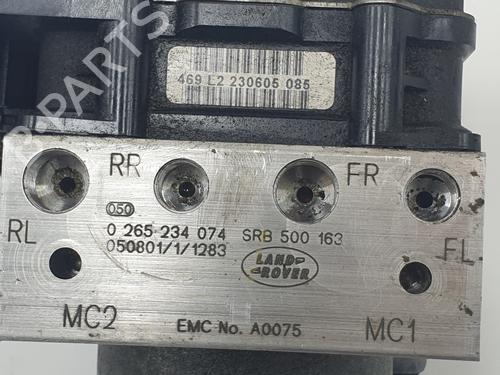 469 L2 230605 085
RR
FR
050
RL
0 265 234 074 SRB 500 163
050801/1/1283
LAND ROVER
FL
MC2
EMC No. A0075
MC1
B-PARTS